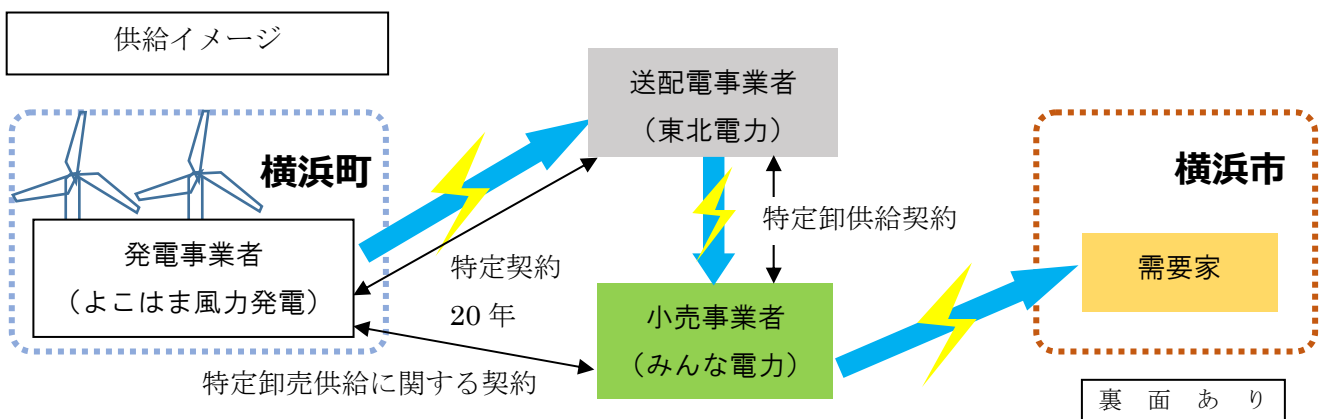 供給イメージ
送配電事業者
（東北電力）
横浜町
横浜市
特定卸供給契約
発電事業者
（よこはま風力発電）
特定契約
20 年
需要家
小売事業者
（みんな電力）
特定卸売供給に関する契約
裏 面 あ り